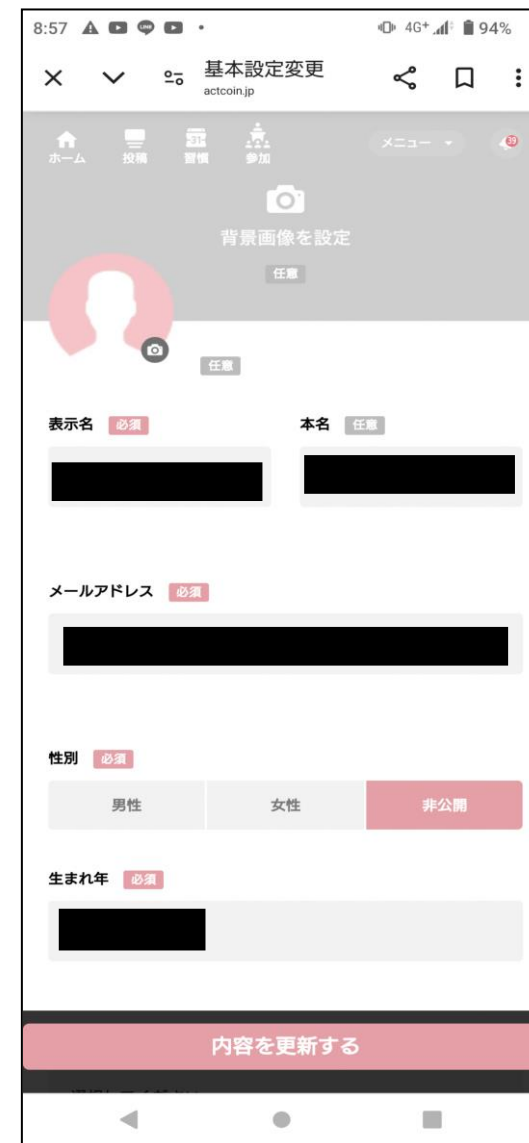 8:57 4G+ 94%
基本設定変更
actcoin.jp
ホーム 投稿 習慣 参加 メニュー 39
背景画像を設定
任意
任意
表示名 必須 本名 任意
メールアドレス 必須
性別 必須
男性 女性 非公開
生まれ年 必須
内容を更新する